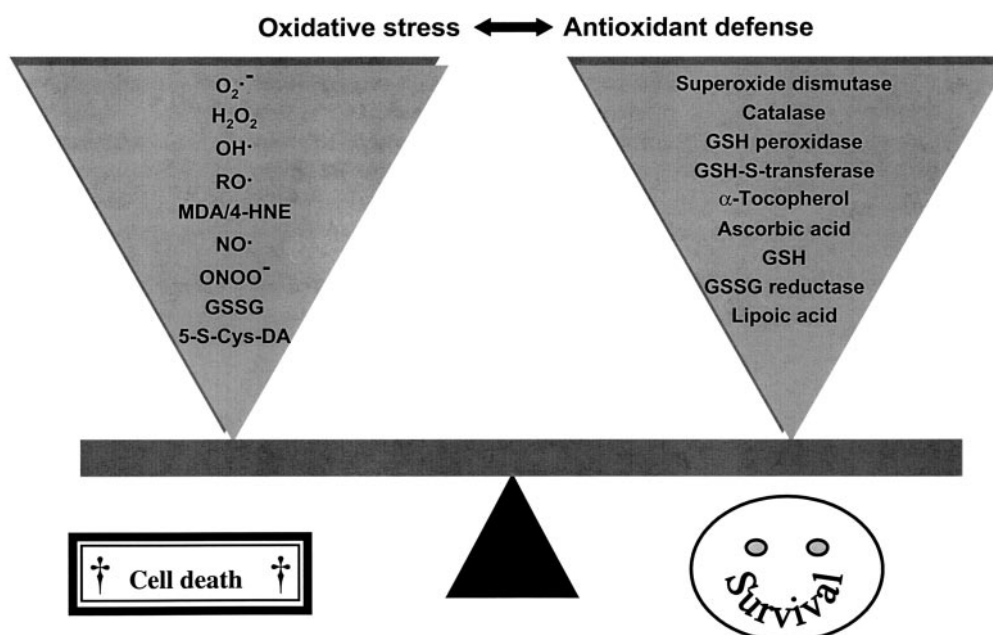 Oxidative stress ⟷ Antioxidant defense
O₂·⁻
H₂O₂
OH·
RO·
MDA/4-HNE
NO·
ONOO⁻
GSSG
5-S-Cys-DA
Superoxide dismutase
Catalase
GSH peroxidase
GSH-S-transferase
α-Tocopherol
Ascorbic acid
GSH
GSSG reductase
Lipoic acid
† Cell death †
Survival